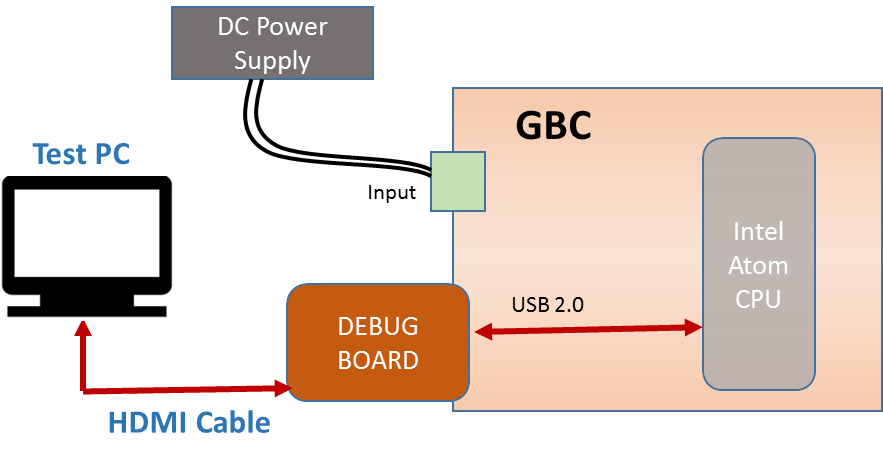 DC Power
Supply
GBC
Test PC
Input
Intel
Atom
CPU
USB 2.0
DEBUG
BOARD
HDMI Cable